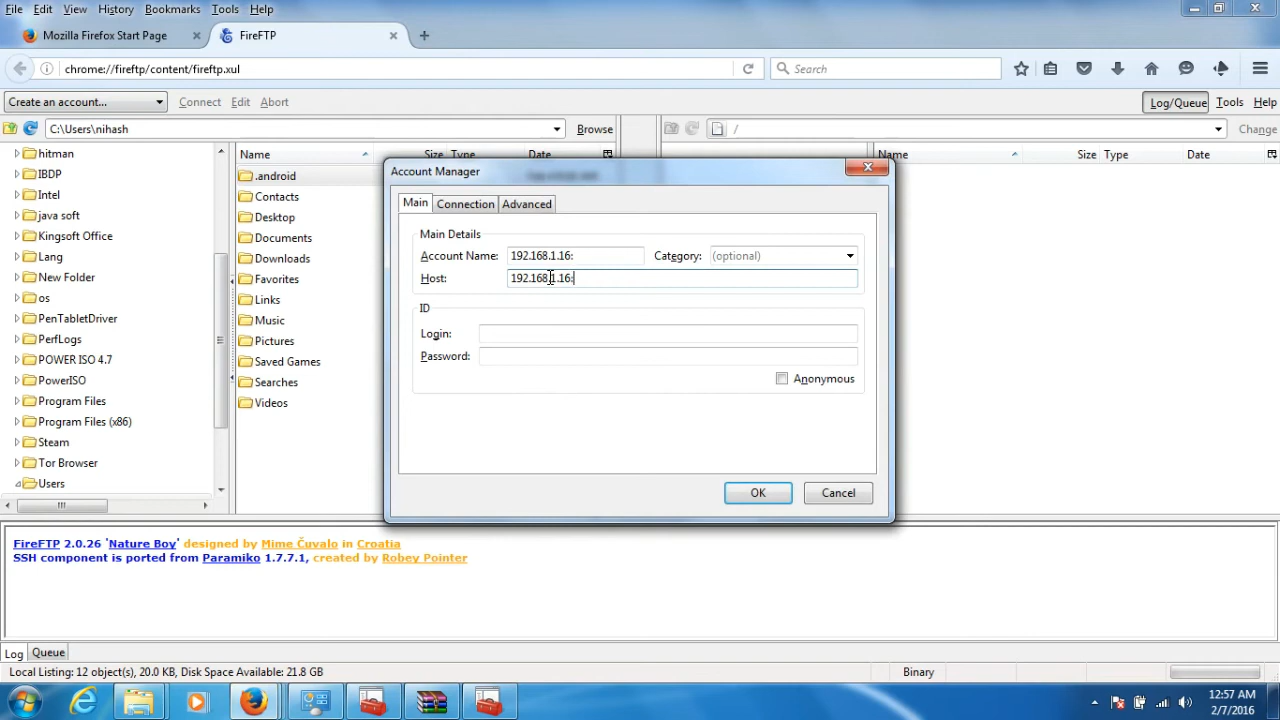 File Edit View History Bookmarks Tools Help
Mozilla Firefox Start Page
FireFTP
chrome://fireftp/content/fireftp.xul
Search
Create an account...
Connect Edit Abort
Log/Queue Tools Help
C:\Users\nihash
Browse
/
Change
Name Size Type Date
Name Size Type Date
hitman
IBDP
Intel
java soft
Kingsoft Office
Lang
New Folder
os
PenTabletDriver
PerfLogs
POWER ISO 4.7
PowerISO
Program Files
Program Files (x86)
Steam
Tor Browser
Users
.android
Contacts
Desktop
Documents
Downloads
Favorites
Links
Music
Pictures
Saved Games
Searches
Videos
Account Manager
Main Connection Advanced
Main Details
Account Name: 192.168.1.16: Category: (optional)
Host: 192.168.1.16:
ID
Login:
Password:
Anonymous
OK Cancel
FireFTP 2.0.26 'Nature Boy' designed by Mime Čuvalo in Croatia
SSH component is ported from Paramiko 1.7.7.1, created by Robey Pointer
Log Queue
Local Listing: 12 object(s), 20.0 KB, Disk Space Available: 21.8 GB
Binary
12:57 AM
2/7/2016